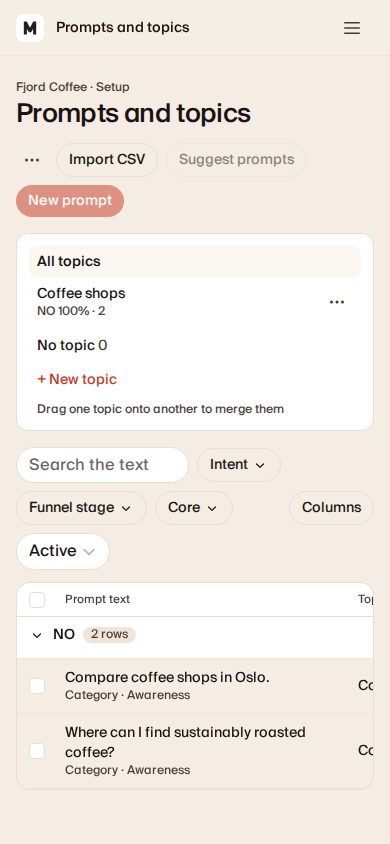 M Prompts and topics
Fjord Coffee · Setup
Prompts and topics
Import CSV Suggest prompts
New prompt
All topics
Coffee shops
NO 100% · 2
No topic 0
+ New topic
Drag one topic onto another to merge them
Search the text Intent
Funnel stage Core Columns
Active
Prompt text Top
NO 2 rows
Compare coffee shops in Oslo. Co
Category · Awareness
Where can I find sustainably roasted
coffee? Co
Category · Awareness